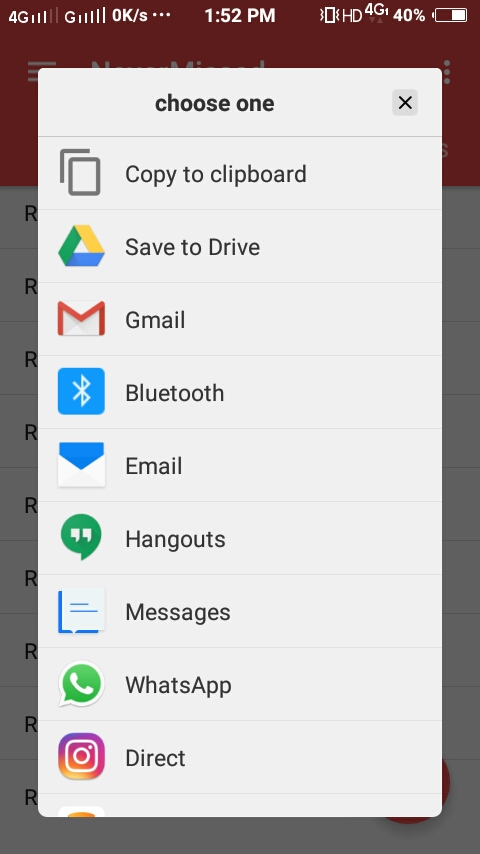 4G G 0K/s ... 1:52 PM HD 4G 40%
choose one
Copy to clipboard
Save to Drive
Gmail
Bluetooth
Email
Hangouts
Messages
WhatsApp
Direct
NeverMissed
S
R
R
R
R
R
R
R
R
R